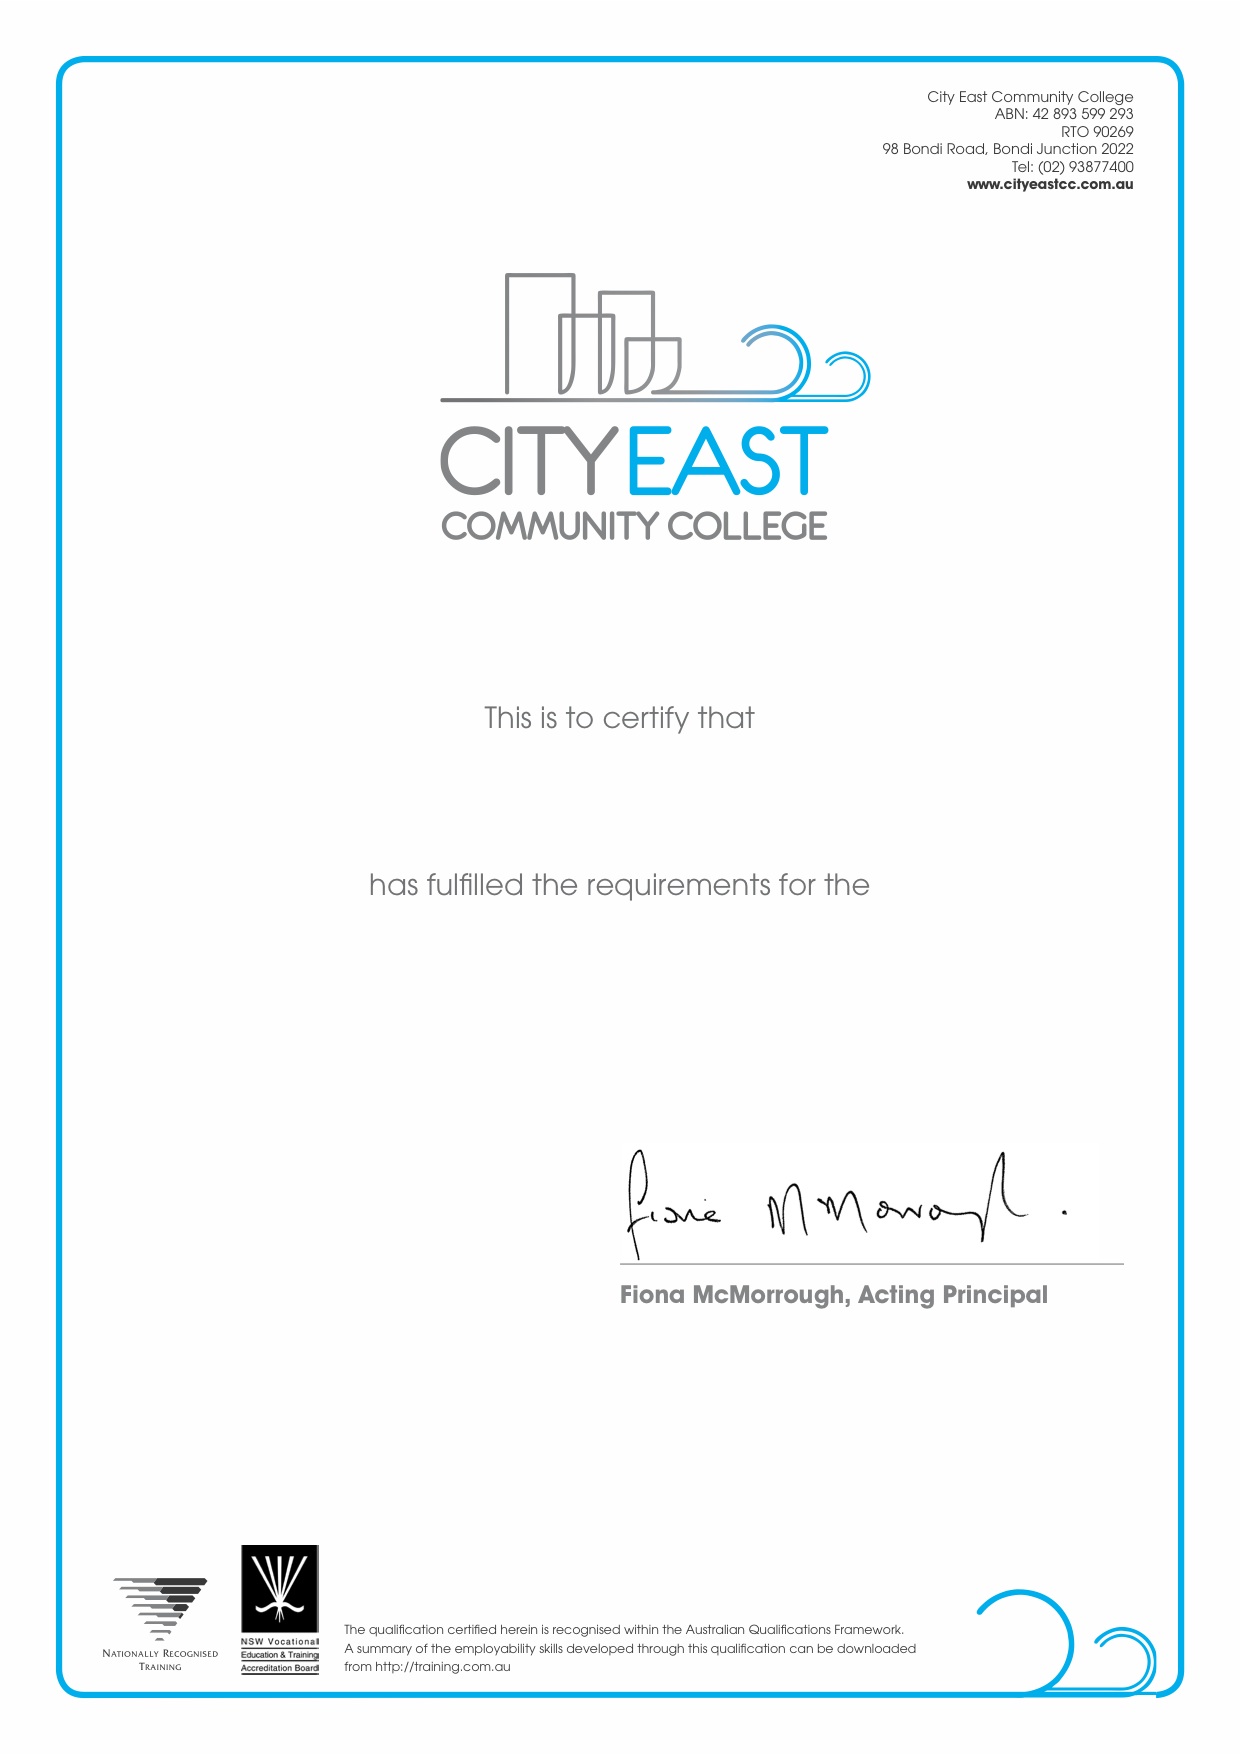 City East Community College
ABN: 42 893 599 293
RTO 90269
98 Bondi Road, Bondi Junction 2022
Tel: (02) 93877400
www.cityeastcc.com.au
CITYEAST
COMMUNITY COLLEGE
This is to certify that
has fulfilled the requirements for the
Fiona McMorrough
Fiona McMorrough, Acting Principal
NATIONALLY RECOGNISED
TRAINING
NSW Vocational
Education & Training
Accreditation Board
The qualification certified herein is recognised within the Australian Qualifications Framework.
A summary of the employability skills developed through this qualification can be downloaded
from http://training.com.au